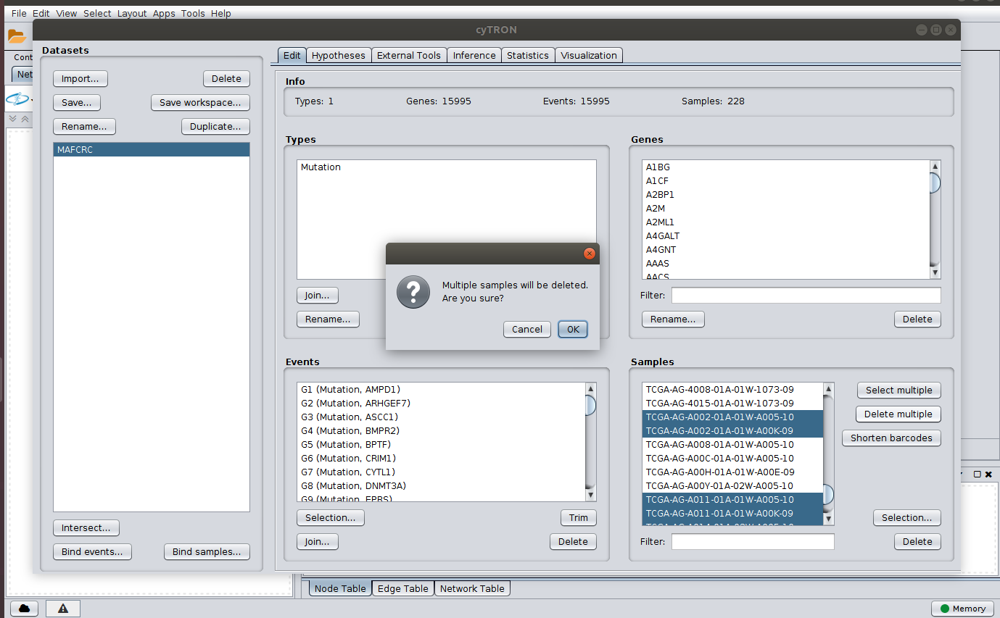 File Edit View Select Layout Apps Tools Help
cyTRON
Cont
Net
Datasets
Import...
Delete
Save...
Save workspace...
Rename...
Duplicate...
MAFCRC
Intersect...
Bind events...
Bind samples...
Edit Hypotheses External Tools Inference Statistics Visualization
Info
Types: 1 Genes: 15995 Events: 15995 Samples: 228
Types
Mutation
Join...
Rename...
Genes
A1BG
A1CF
A2BP1
A2M
A2ML1
A4GALT
A4GNT
AAAS
AACS
Filter:
Rename...
Delete
Multiple samples will be deleted.
Are you sure?
Cancel
OK
Events
G1 (Mutation, AMPD1)
G2 (Mutation, ARHGEF7)
G3 (Mutation, ASCC1)
G4 (Mutation, BMPR2)
G5 (Mutation, BPTF)
G6 (Mutation, CRIM1)
G7 (Mutation, CYTL1)
G8 (Mutation, DNMT3A)
G9 (Mutation, EPRS)
Selection...
Trim
Join...
Delete
Samples
TCGA-AG-4008-01A-01W-1073-09
TCGA-AG-4015-01A-01W-1073-09
TCGA-AG-A002-01A-01W-A005-10
TCGA-AG-A002-01A-01W-A00K-09
TCGA-AG-A008-01A-01W-A005-10
TCGA-AG-A00C-01A-01W-A005-10
TCGA-AG-A00H-01A-01W-A00E-09
TCGA-AG-A00Y-01A-02W-A005-10
TCGA-AG-A011-01A-01W-A005-10
TCGA-AG-A011-01A-01W-A00K-09
Select multiple
Delete multiple
Shorten barcodes
Selection...
Filter:
Delete
Node Table Edge Table Network Table
Memory